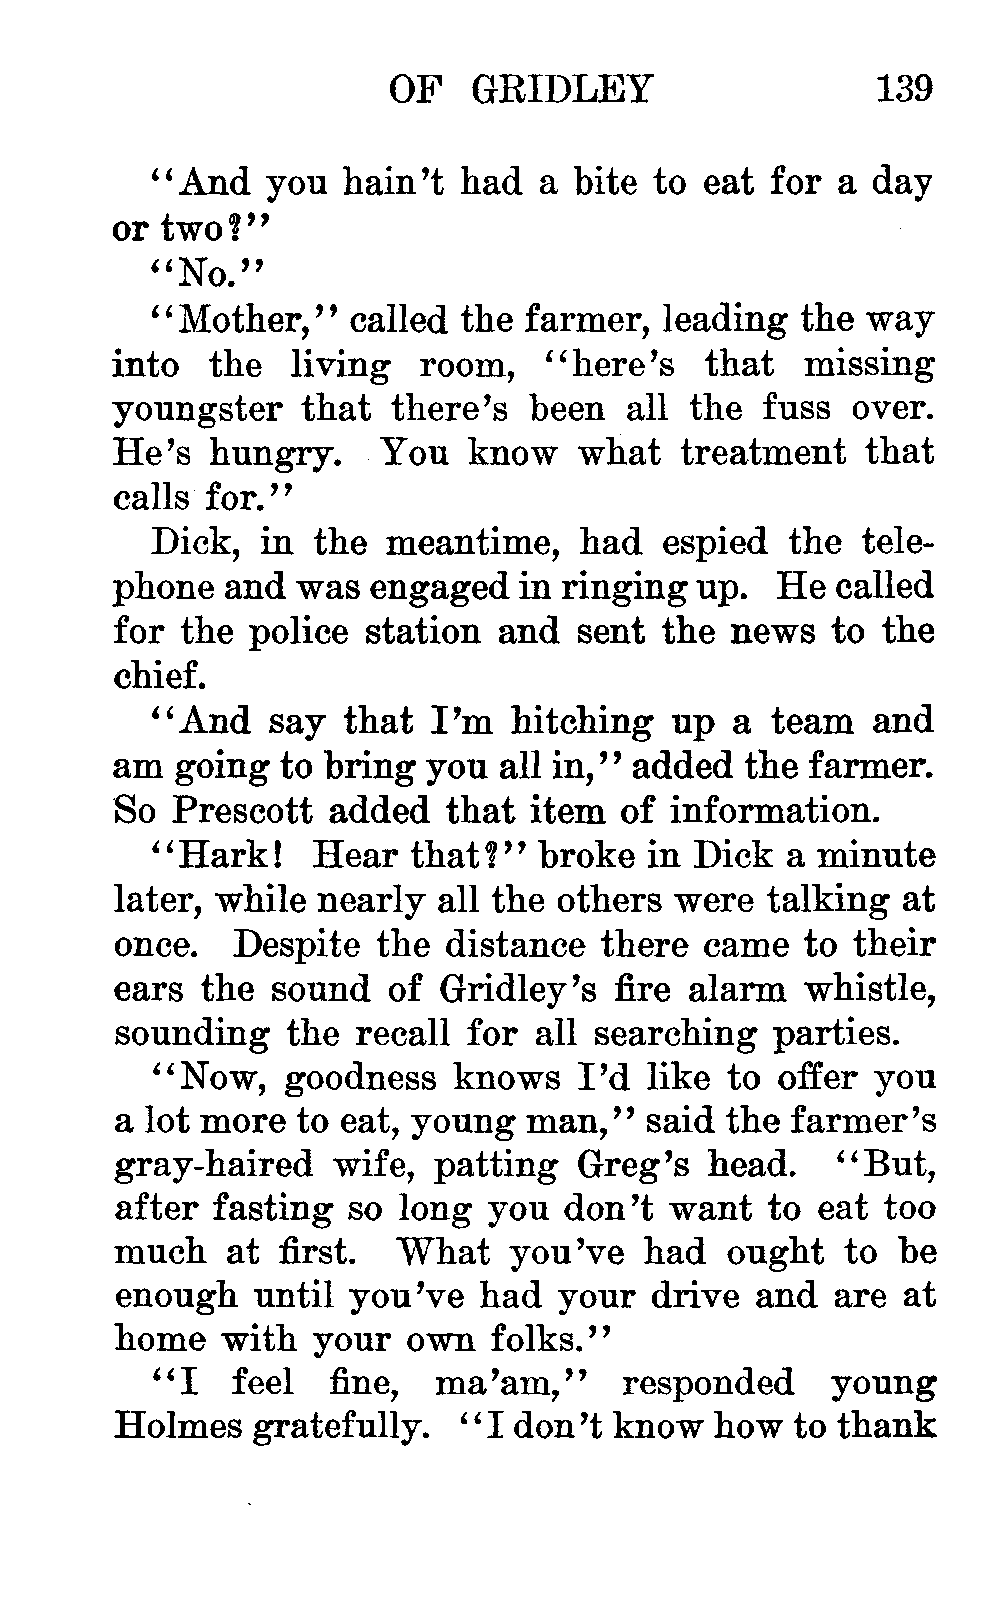 OF GRIDLEY 139
“And you hain’t had a bite to eat for a day
or two?”
“No.”
“Mother,” called the farmer, leading the way
into the living room, “here’s that missing
youngster that there’s been all the fuss over.
He’s hungry. You know what treatment that
calls for.”
Dick, in the meantime, had espied the tele-
phone and was engaged in ringing up. He called
for the police station and sent the news to the
chief.
“And say that I’m hitching up a team and
am going to bring you all in,” added the farmer.
So Prescott added that item of information.
“Hark! Hear that?” broke in Dick a minute
later, while nearly all the others were talking at
once. Despite the distance there came to their
ears the sound of Gridley’s fire alarm whistle,
sounding the recall for all searching parties.
“Now, goodness knows I’d like to offer you
a lot more to eat, young man,” said the farmer’s
gray-haired wife, patting Greg’s head. “But,
after fasting so long you don’t want to eat too
much at first. What you’ve had ought to be
enough until you’ve had your drive and are at
home with your own folks.”
“I feel fine, ma’am,” responded young
Holmes gratefully. “I don’t know how to thank